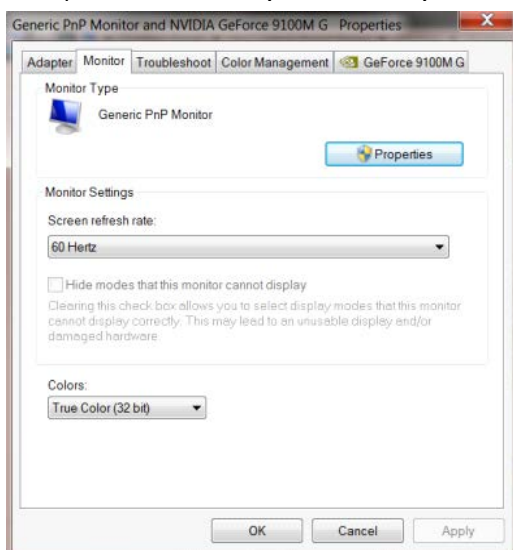 Generic PnP Monitor and NVIDIA GeForce 9100M G Properties
X
Adapter Monitor Troubleshoot Color Management GeForce 9100M G
Monitor Type
Generic PnP Monitor
Properties
Monitor Settings
Screen refresh rate:
60 Hertz
Hide modes that this monitor cannot display
Clearing this check box allows you to select display modes that this monitor
cannot display correctly. This may lead to an unusable display and/or
damaged hardware.
Colors:
True Color (32 bit)
OK Cancel Apply